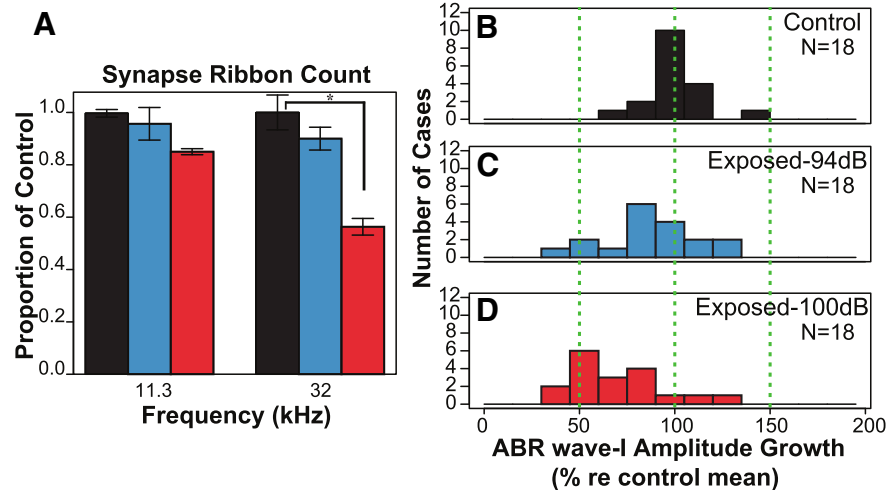 A
Synapse Ribbon Count
Proportion of Control
1.0
0.8
0.6
0.4
0.2
0.0
*
11.3
32
Frequency (kHz)
Number of Cases
B
Control
N=18
12
10
8
6
4
2
0
C
Exposed-94dB
N=18
12
10
8
6
4
2
0
D
Exposed-100dB
N=18
12
10
8
6
4
2
0
0
50
100
150
200
ABR wave-I Amplitude Growth
(% re control mean)